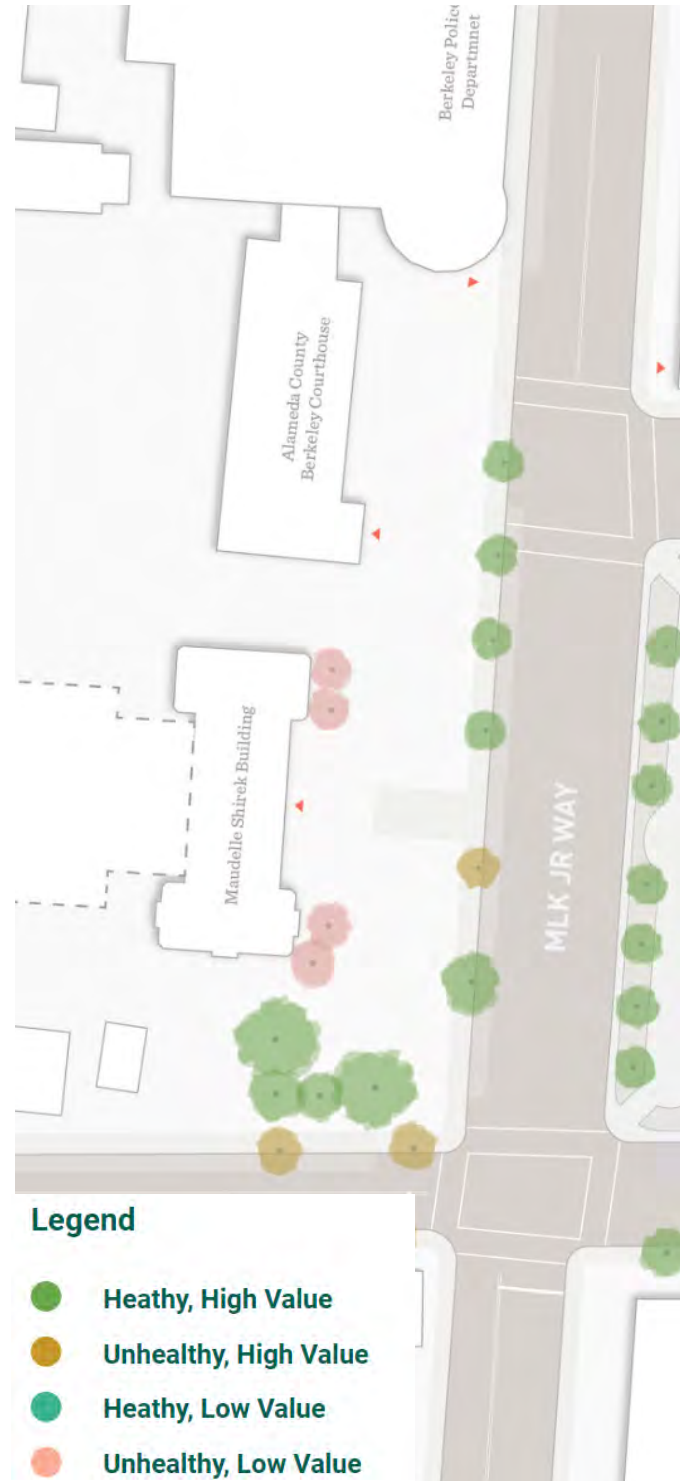 Berkeley Police
Departmnet
Alameda County
Berkeley Courthouse
Maudelle Shirek Building
MLK JR WAY
Legend
Heathy, High Value
Unhealthy, High Value
Heathy, Low Value
Unhealthy, Low Value